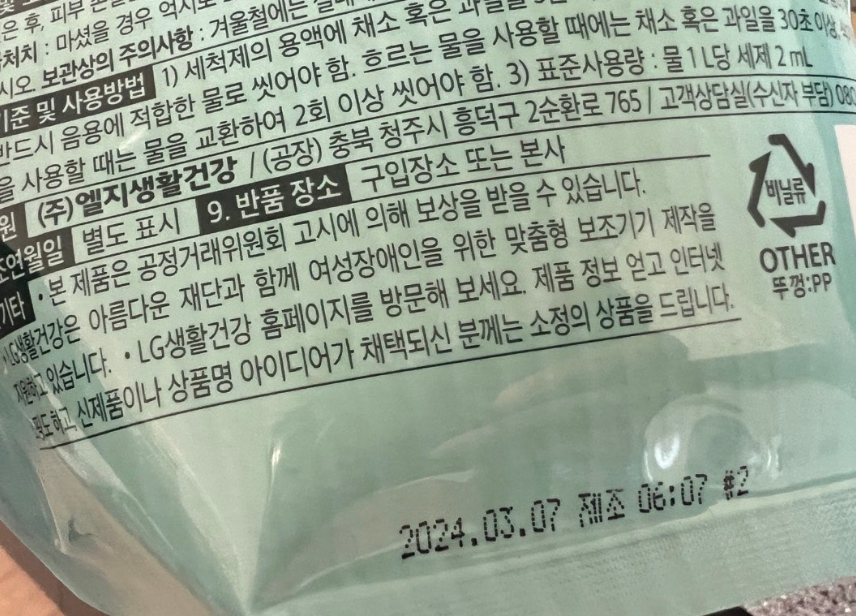 은 후, 피부
처치 : 마셨을 경우 억지로
시오. 보관상의 주의사항 : 겨울철에는
기준 및 사용방법 1) 세척제의 용액에 채소 혹은 과일을
반드시 음용에 적합한 물로 씻어야 함. 흐르는 물을 사용할 때에는 채소 혹은 과일을 30초 이상,
을 사용할 때는 물을 교환하여 2회 이상 씻어야 함. 3) 표준사용량 : 물 1 L당 세제 2 mL
원 (주)엘지생활건강 / (공장) 충북 청주시 흥덕구 2순환로 765 / 고객상담실(수신자 부담) 080
조연월일 별도 표시 9. 반품 장소 구입장소 또는 본사
기타 • 본 제품은 공정거래위원회 고시에 의해 보상을 받을 수 있습니다.
• LG생활건강은 아름다운 재단과 함께 여성장애인을 위한 맞춤형 보조기기 제작을
지원하고 있습니다. • LG생활건강 홈페이지를 방문해 보세요. 제품 정보 얻고 인터넷
쇼핑도 하고, 신제품이나 상품명 아이디어가 채택되신 분께는 소정의 상품을 드립니다.
비닐류
OTHER
뚜껑:PP
2024.03.07 제조 06:07 #2